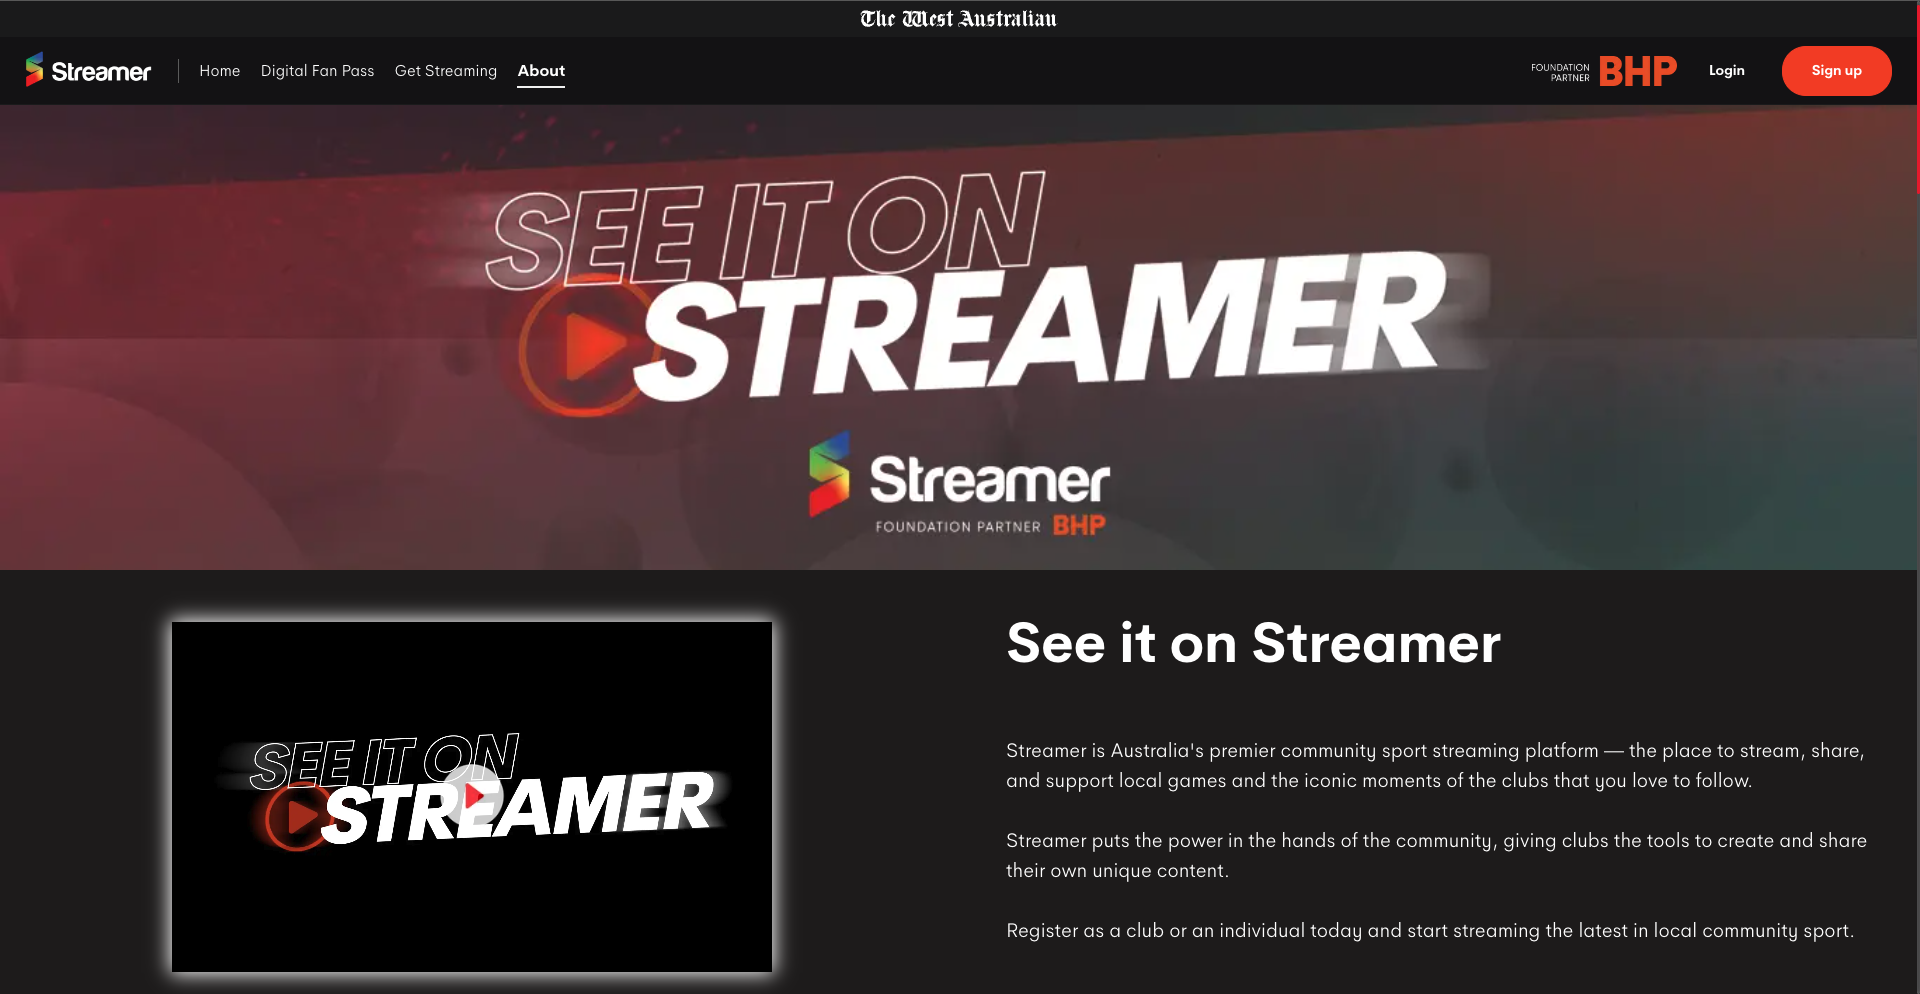 The West Australian
Streamer
Home
Digital Fan Pass
Get Streaming
About
FOUNDATION
PARTNER
BHP
Login
Sign up
SEE IT ON
STREAMER
Streamer
FOUNDATION PARTNER BHP
SEE IT ON
STREAMER
See it on Streamer
Streamer is Australia's premier community sport streaming platform — the place to stream, share,
and support local games and the iconic moments of the clubs that you love to follow.
Streamer puts the power in the hands of the community, giving clubs the tools to create and share
their own unique content.
Register as a club or an individual today and start streaming the latest in local community sport.